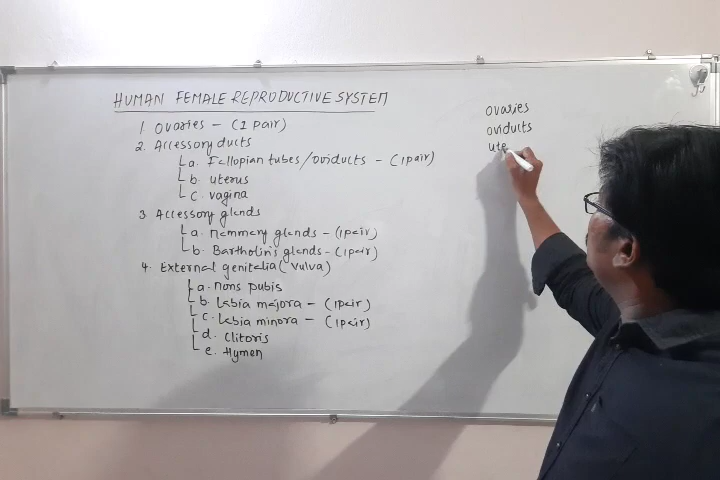 HUMAN FEMALE REPRODUCTIVE SYSTEM
1. Ovaries - (1 Pair)
2. Accessory ducts
a. Fallopian tubes/oviducts - (1pair)
b. uterus
c. vagina
3 Accessory glands
a. Mammary glands - (1pair)
b. Bartholin's glands - (1pair)
4. External genitalia (vulva)
a. Mons pubis
b. Labia majora - (1pair)
c. Labia minora - (1pair)
d. Clitoris
e. Hymen
ovaries
oviducts
ute